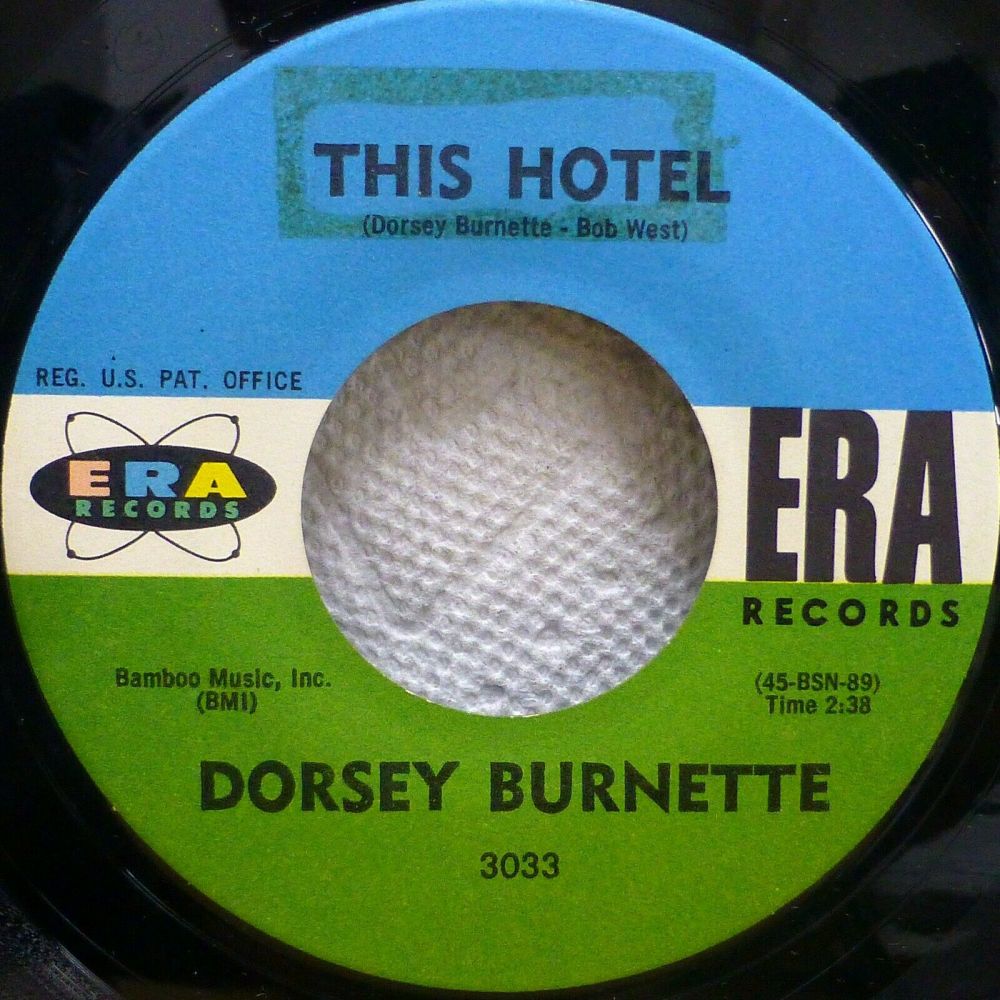 THIS HOTEL
(Dorsey Burnette - Bob West)
REG. U.S. PAT. OFFICE
ERA
RECORDS
ERA
RECORDS
Bamboo Music, Inc.
(BMI)
(45-BSN-89)
Time 2:38
DORSEY BURNETTE
3033